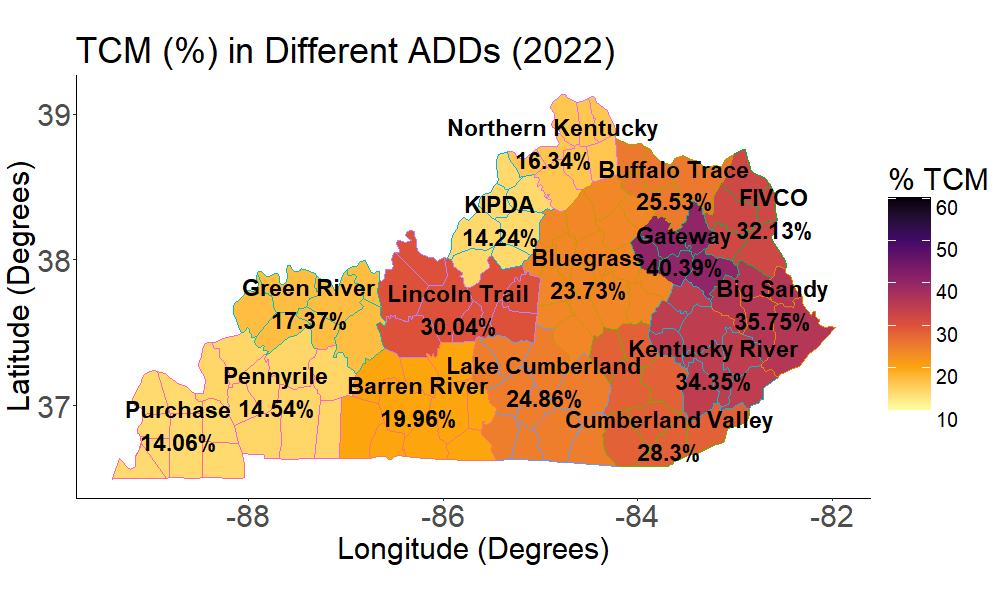 TCM (%) in Different ADDs (2022)
39
38
37
Latitude (Degrees)
Northern Kentucky
16.34%
Buffalo Trace
25.53%
FIVCO
32.13%
KIPDA
14.24%
Gateway
40.39%
Bluegrass
23.73%
Big Sandy
35.75%
Green River
17.37%
Lincoln Trail
30.04%
Kentucky River
34.35%
Lake Cumberland
24.86%
Pennyrile
14.54%
Barren River
19.96%
Purchase
14.06%
Cumberland Valley
28.3%
-88
-86
-84
-82
Longitude (Degrees)
% TCM
60
50
40
30
20
10